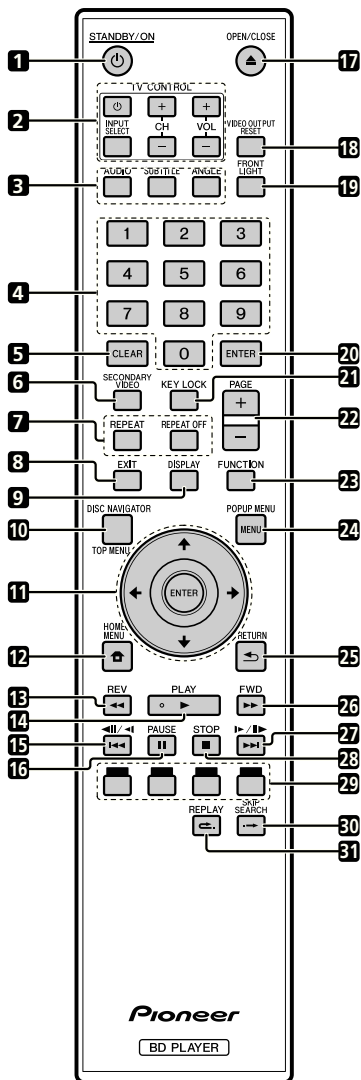 STANDBY/ON OPEN/CLOSE
1 17
TV CONTROL
2 INPUT SELECT + CH − + VOL − VIDEO OUTPUT RESET 18
3 AUDIO SUBTITLE ANGLE FRONT LIGHT 19
1 2 3
4 4 5 6
7 8 9
5 CLEAR 0 ENTER 20
6 SECONDARY VIDEO KEY LOCK 21 PAGE
+ 22
7 REPEAT REPEAT OFF −
8 EXIT DISPLAY FUNCTION 23
9
DISC NAVIGATOR POPUP MENU
10 MENU 24
TOP MENU
11 ENTER
HOME MENU RETURN
12 25
13 REV PLAY FWD 26
14
15 PAUSE STOP 27
16 28
29
REPLAY SKIP SEARCH 30
31
Pioneer
BD PLAYER